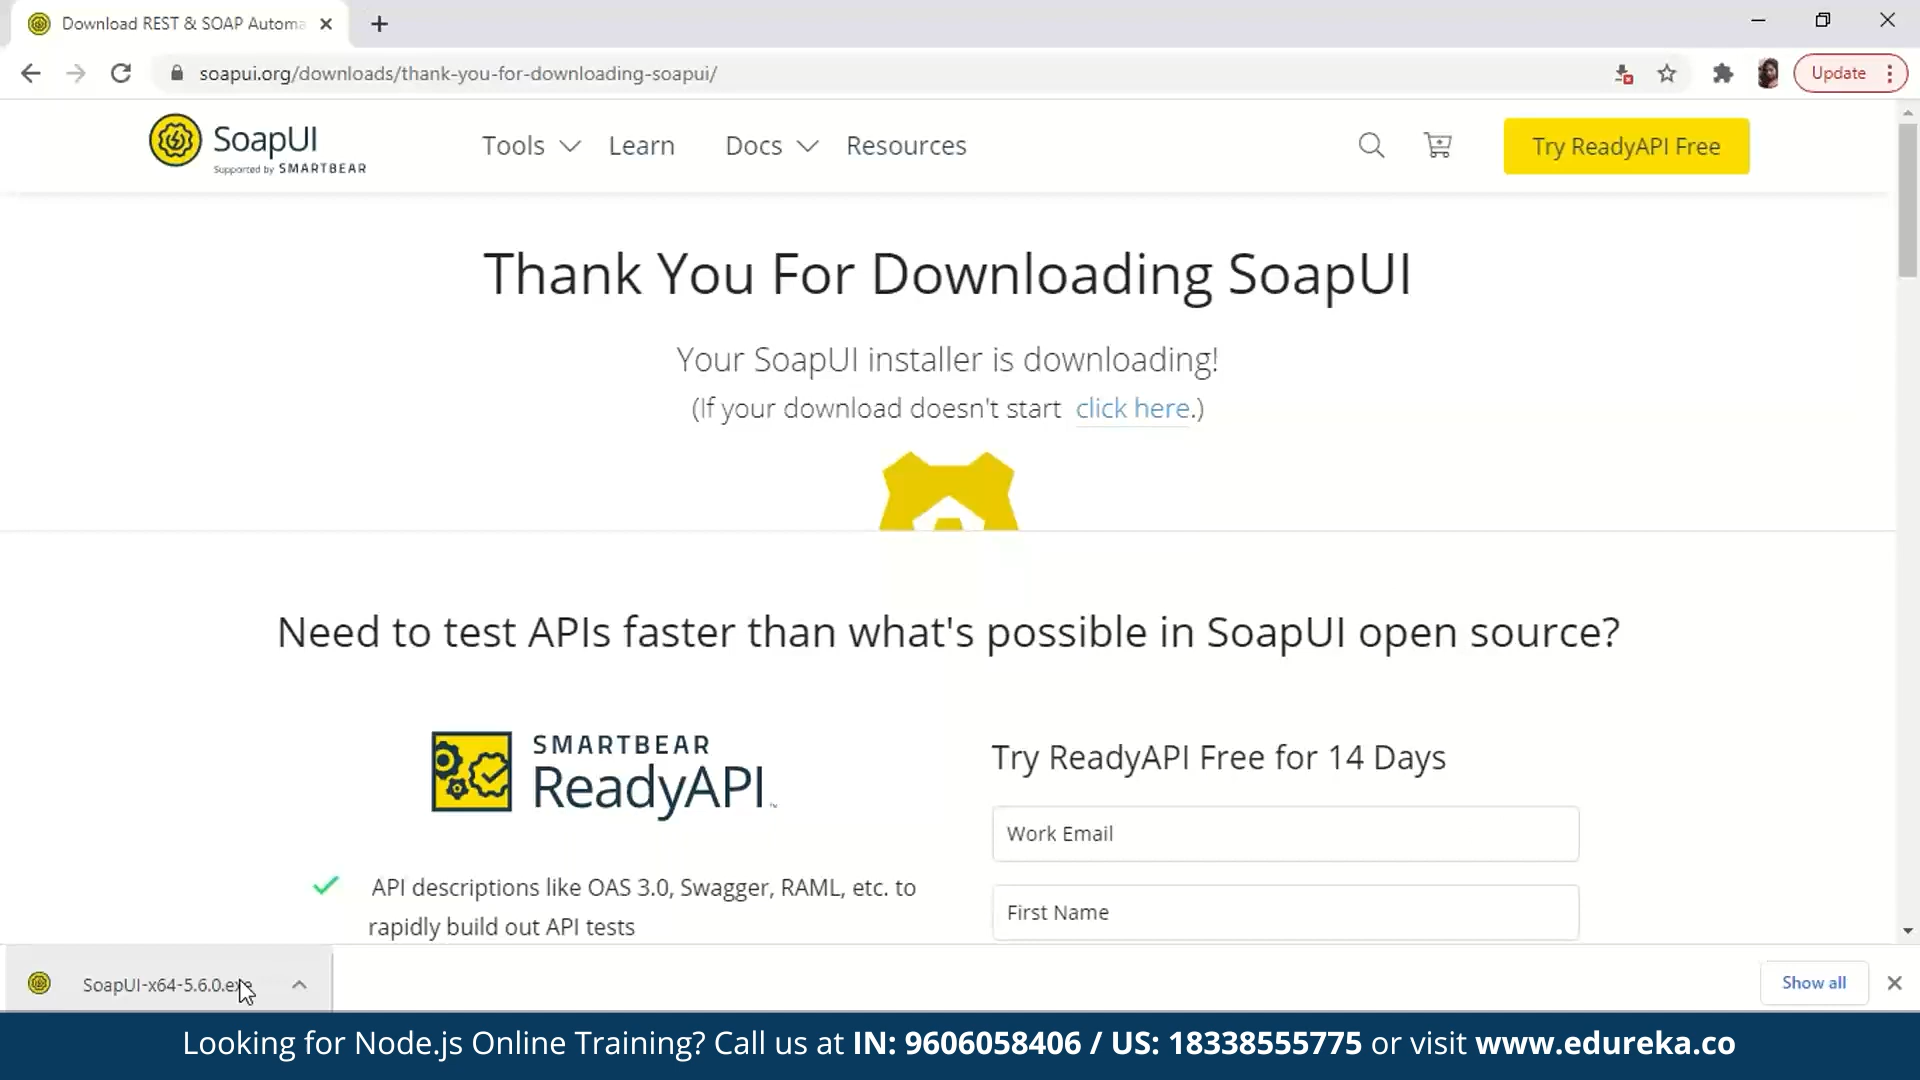 Download REST & SOAP Automa
soapui.org/downloads/thank-you-for-downloading-soapui/
Update
SoapUI
Supported by SMARTBEAR
Tools
Learn
Docs
Resources
Try ReadyAPI Free
Thank You For Downloading SoapUI
Your SoapUI installer is downloading!
(If your download doesn't start click here.)
Need to test APIs faster than what's possible in SoapUI open source?
SMARTBEAR
ReadyAPI™
Try ReadyAPI Free for 14 Days
Work Email
API descriptions like OAS 3.0, Swagger, RAML, etc. to
rapidly build out API tests
First Name
SoapUI-x64-5.6.0.exe
Show all
Looking for Node.js Online Training? Call us at IN: 9606058406 / US: 18338555775 or visit www.edureka.co